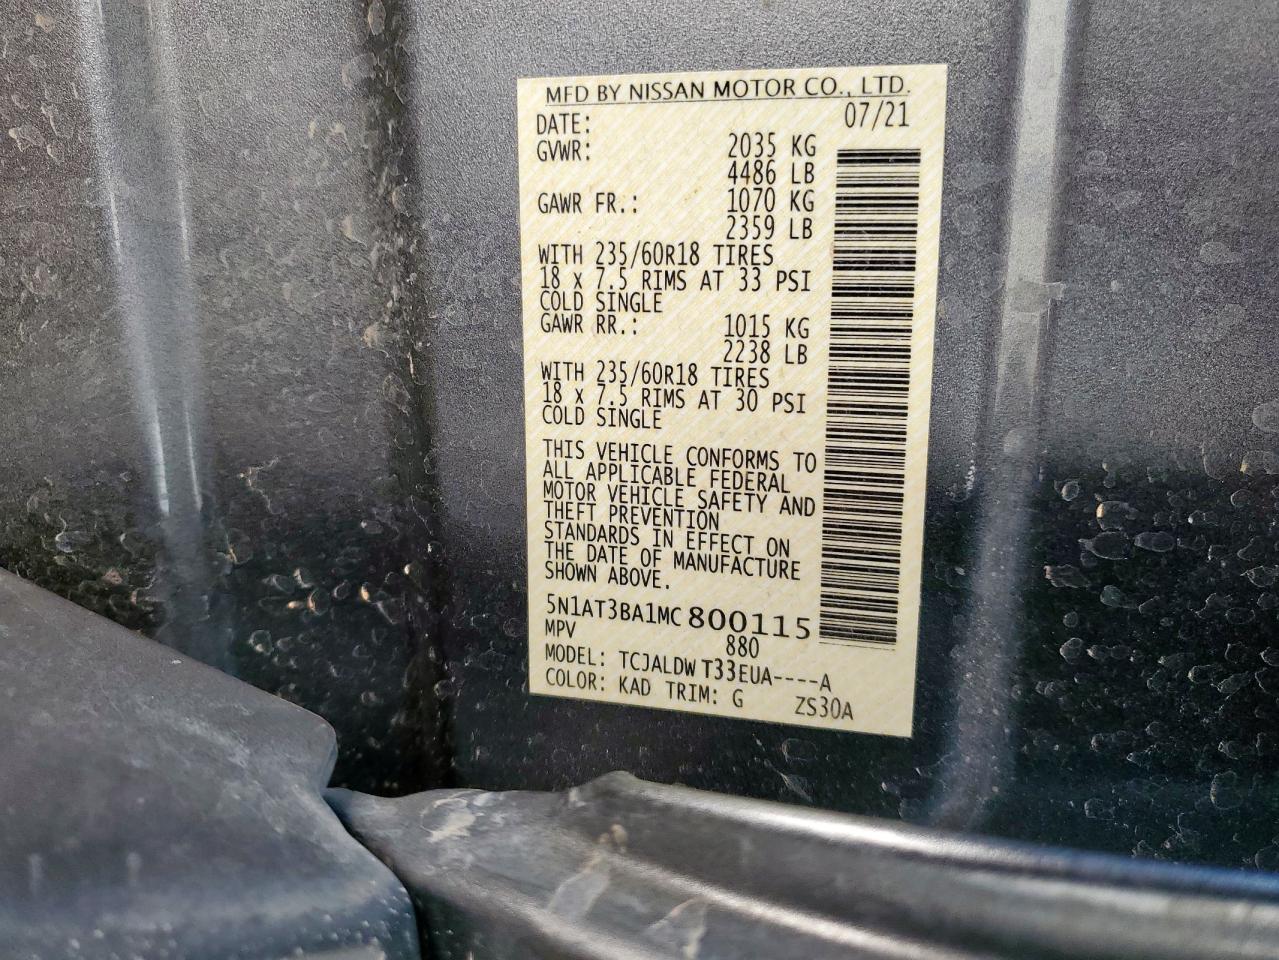 MFD BY NISSAN MOTOR CO., LTD.
DATE: 07/21
GVWR: 2035 KG
4486 LB
GAWR FR.: 1070 KG
2359 LB
WITH 235/60R18 TIRES
18 x 7.5 RIMS AT 33 PSI
COLD SINGLE
GAWR RR.: 1015 KG
2238 LB
WITH 235/60R18 TIRES
18 x 7.5 RIMS AT 30 PSI
COLD SINGLE
THIS VEHICLE CONFORMS TO
ALL APPLICABLE FEDERAL
MOTOR VEHICLE SAFETY AND
THEFT PREVENTION
STANDARDS IN EFFECT ON
THE DATE OF MANUFACTURE
SHOWN ABOVE.
5N1AT3BA1MC 800115
MPV 880
MODEL: TCJALDW T33EUA----A
COLOR: KAD TRIM: G ZS30A